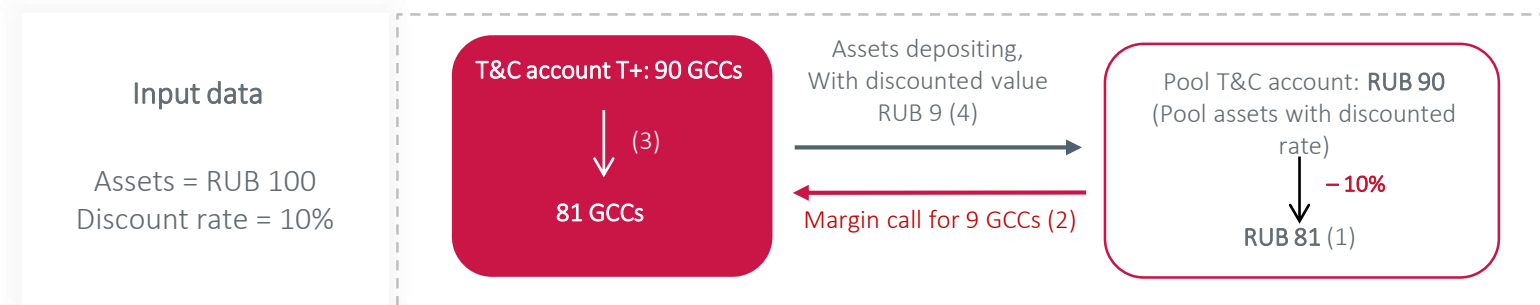 Input data
Assets = RUB 100
Discount rate = 10%
T&C account T+: 90 GCCs
(3)
81 GCCs
Assets depositing,
With discounted value
RUB 9 (4)
Margin call for 9 GCCs (2)
Pool T&C account: RUB 90
(Pool assets with discounted
rate)
– 10%
RUB 81 (1)